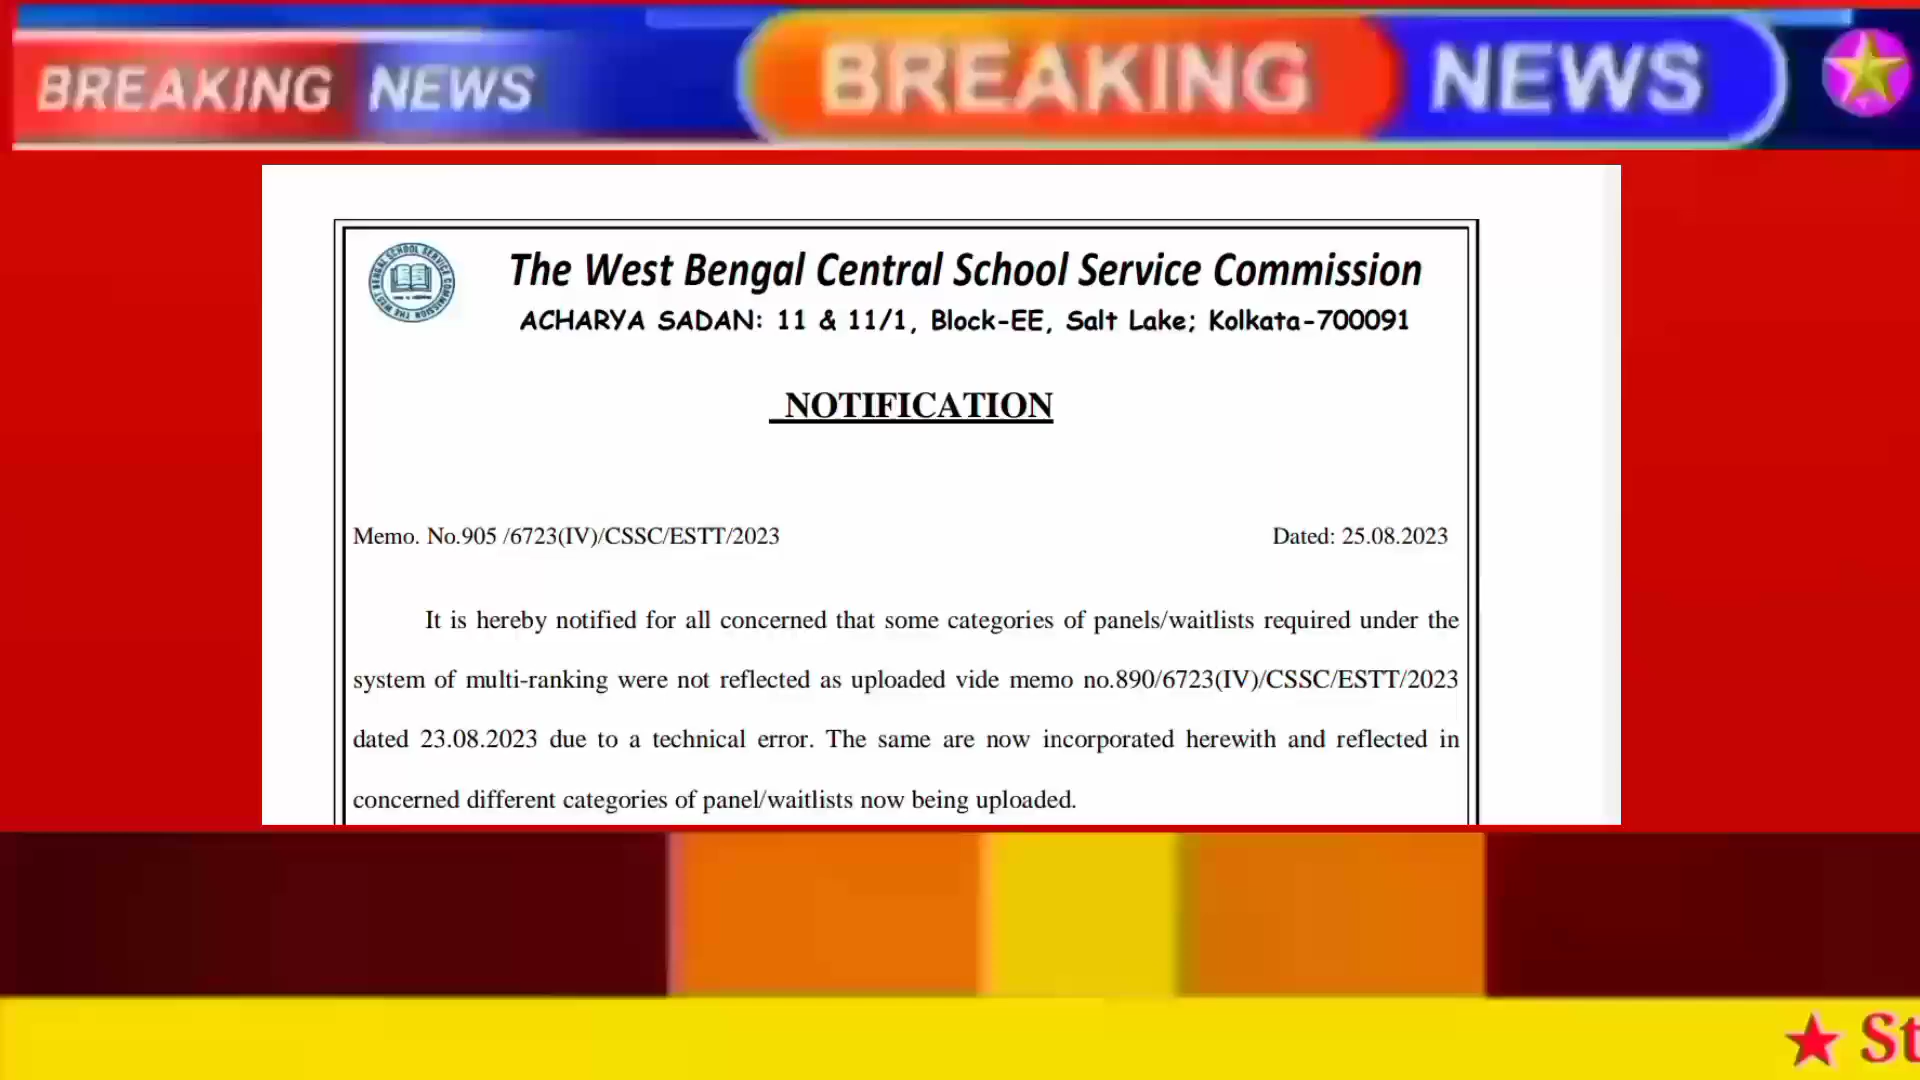 BREAKING NEWS
BREAKING NEWS
The West Bengal Central School Service Commission
ACHARYA SADAN: 11 & 11/1, Block-EE, Salt Lake; Kolkata-700091
NOTIFICATION
Memo. No.905 /6723(IV)/CSSC/ESTT/2023 Dated: 25.08.2023
It is hereby notified for all concerned that some categories of panels/waitlists required under the
system of multi-ranking were not reflected as uploaded vide memo no.890/6723(IV)/CSSC/ESTT/2023
dated 23.08.2023 due to a technical error. The same are now incorporated herewith and reflected in
concerned different categories of panel/waitlists now being uploaded.